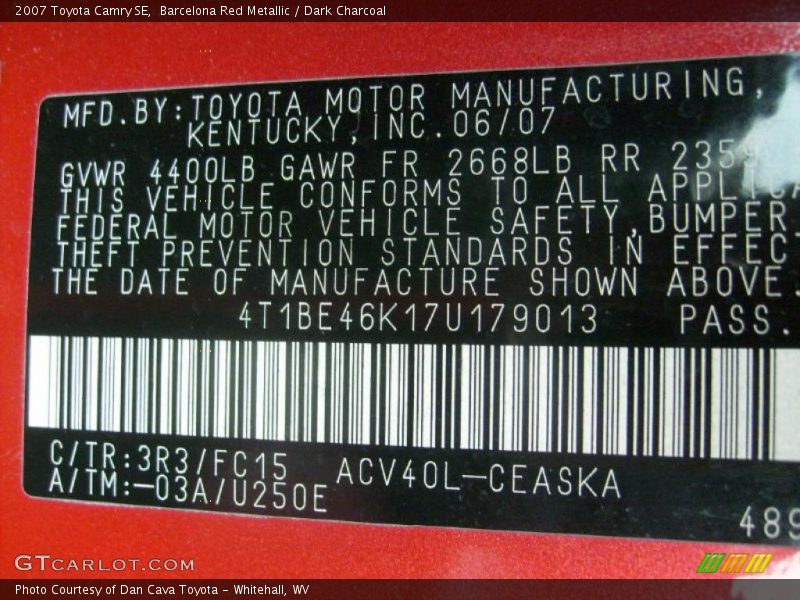 2007 Toyota Camry SE, Barcelona Red Metallic / Dark Charcoal
MFD.BY:TOYOTA MOTOR MANUFACTURING,
KENTUCKY,INC.06/07
GVWR 4400LB GAWR FR 2668LB RR
THIS VEHICLE CONFORMS TO ALL
FEDERAL MOTOR VEHICLE SAFETY,BUMPER
THEFT PREVENTION STANDARDS IN EFFEC
THE DATE OF MANUFACTURE SHOWN ABOVE.
4T1BE46K17U179013 PASS.
C/TR:3R3/FC15 ACV40L-CEASKA
A/TM:-03A/U250E
489
GTCARLOT.COM
Photo Courtesy of Dan Cava Toyota - Whitehall, WV